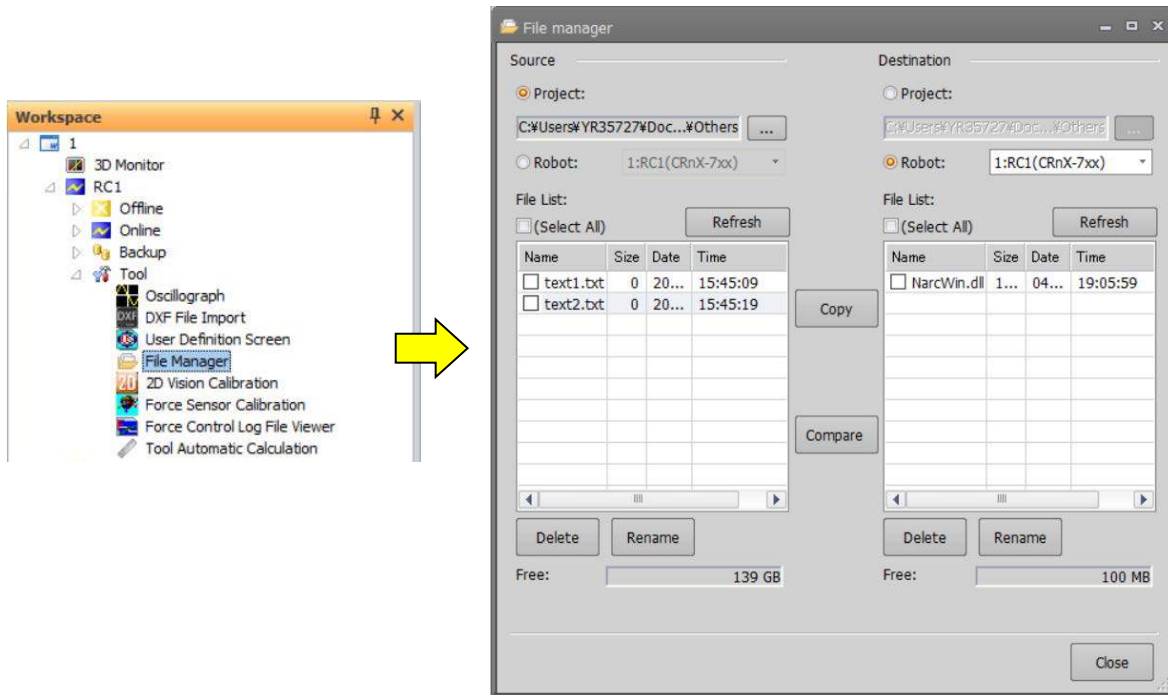 Workspace
1
3D Monitor
RC1
Offline
Online
Backup
Tool
Oscillograph
DXF DXF File Import
User Definition Screen
File Manager
2D 2D Vision Calibration
Force Sensor Calibration
Force Control Log File Viewer
Tool Automatic Calculation
File manager
Source
Project:
C:¥Users¥YR35727¥Doc...¥Others ...
Robot: 1:RC1(CRnX-7xx)
File List:
(Select All) Refresh
Name Size Date Time
text1.txt 0 20... 15:45:09
text2.txt 0 20... 15:45:19
Delete Rename
Free: 139 GB
Copy
Compare
Destination
Project:
C:¥Users¥YR35727¥Doc...¥Others ...
Robot: 1:RC1(CRnX-7xx)
File List:
(Select All) Refresh
Name Size Date Time
NarcWin.dll 1... 04... 19:05:59
Delete Rename
Free: 100 MB
Close